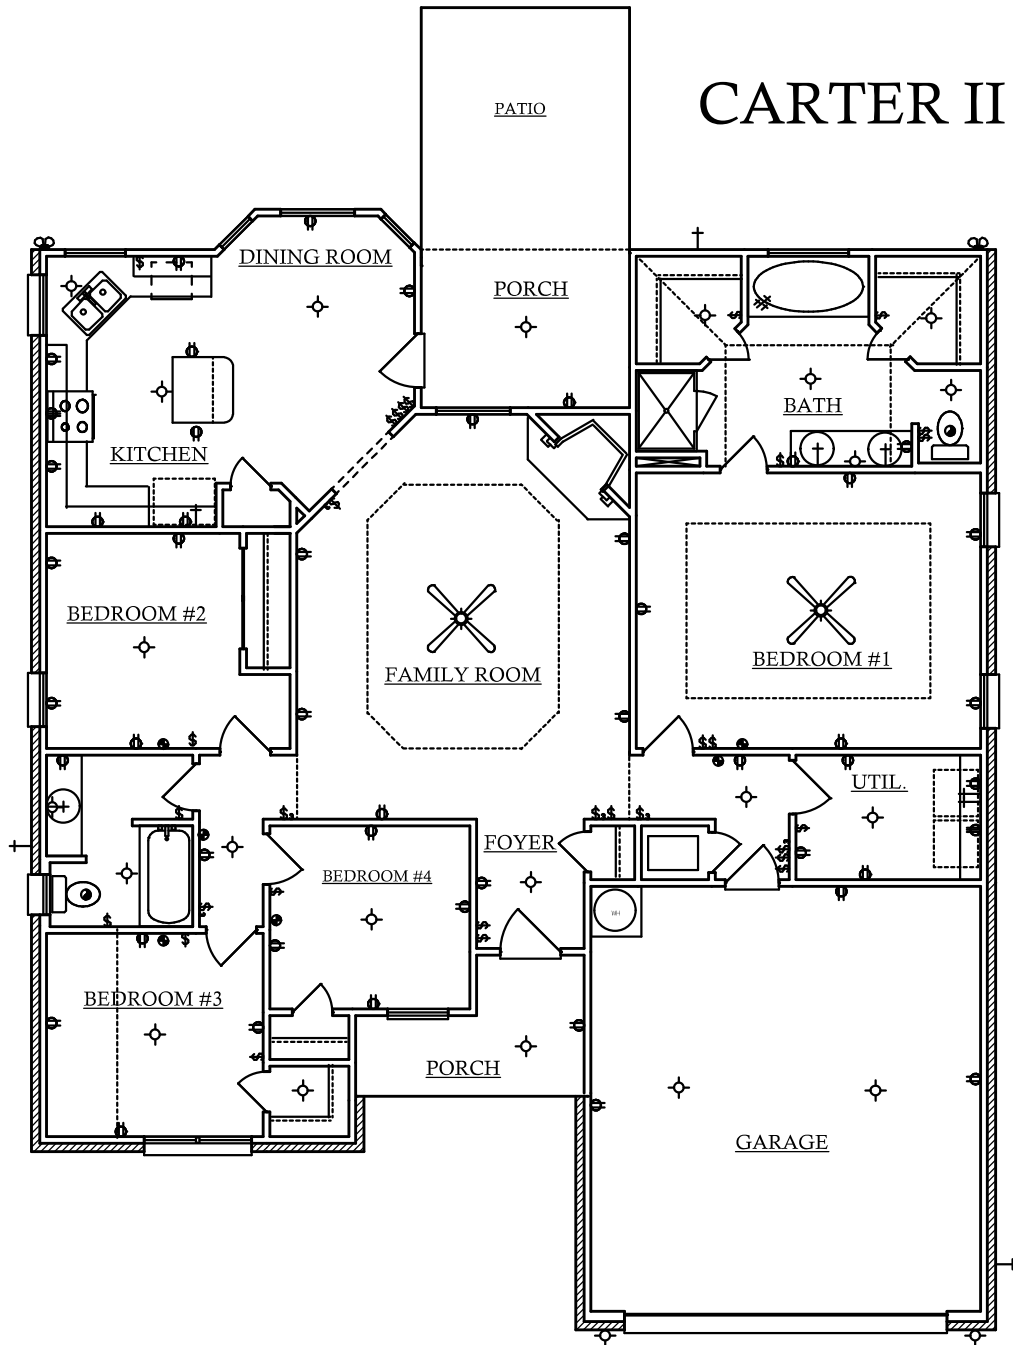 CARTER II
PATIO
DINING ROOM
PORCH
BATH
KITCHEN
BEDROOM #2
FAMILY ROOM
BEDROOM #1
UTIL.
FOYER
BEDROOM #4
WH
BEDROOM #3
PORCH
GARAGE